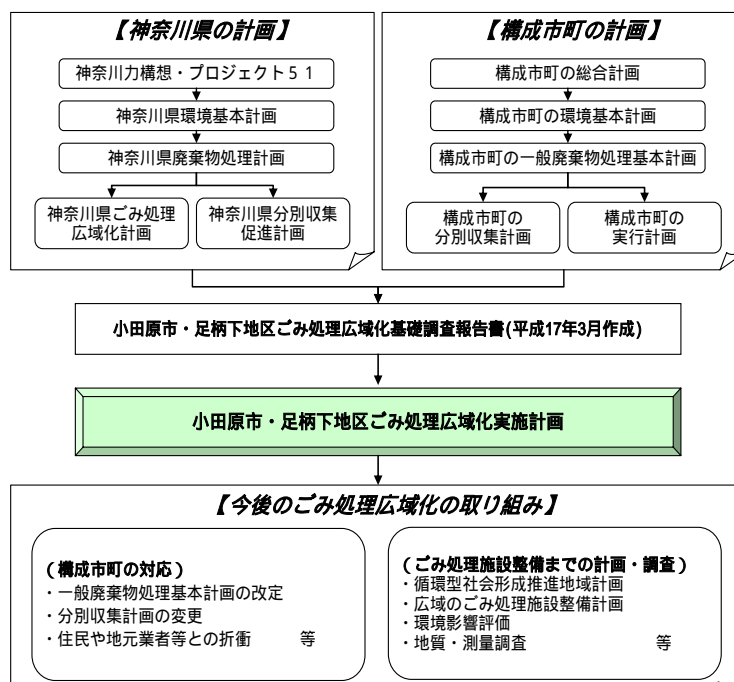 【神奈川県の計画】
神奈川力構想・プロジェクト５１
神奈川県環境基本計画
神奈川県廃棄物処理計画
神奈川県ごみ処理
広域化計画
神奈川県分別収集
促進計画
【構成市町の計画】
構成市町の総合計画
構成市町の環境基本計画
構成市町の一般廃棄物処理基本計画
構成市町の
分別収集計画
構成市町の
実行計画
小田原市・足柄下地区ごみ処理広域化基礎調査報告書(平成17年3月作成)
小田原市・足柄下地区ごみ処理広域化実施計画
【今後のごみ処理広域化の取り組み】
（構成市町の対応）
・一般廃棄物処理基本計画の改定
・分別収集計画の変更
・住民や地元業者等との折衝　　　等
（ごみ処理施設整備までの計画・調査）
・循環型社会形成推進地域計画
・広域のごみ処理施設整備計画
・環境影響評価
・地質・測量調査　　　　　　　　等